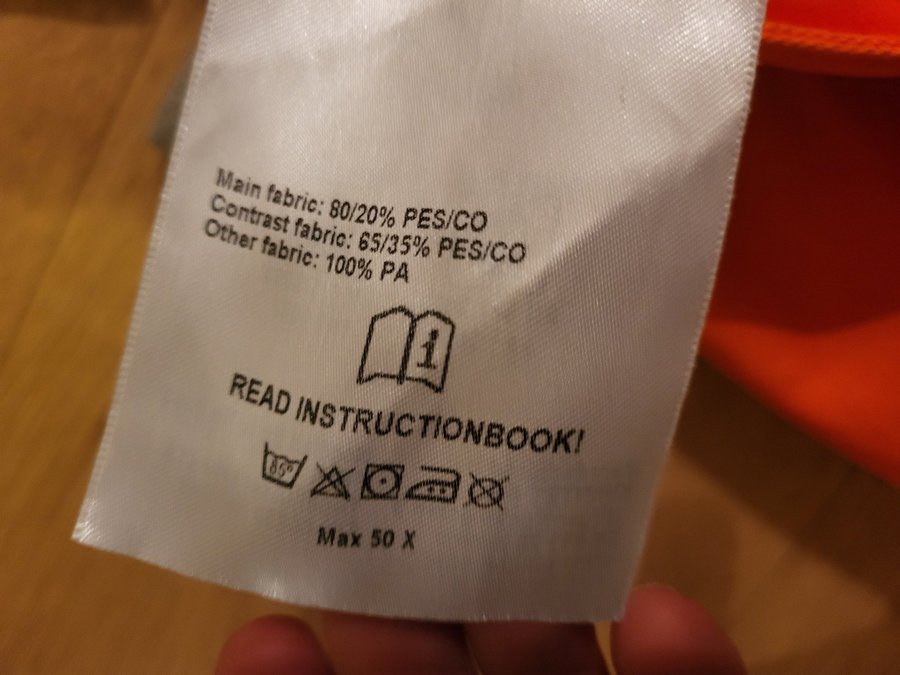 Main fabric: 80/20% PES/CO
Contrast fabric: 65/35% PES/CO
Other fabric: 100% PA
i
READ INSTRUCTIONBOOK!
85°
Max 50 X